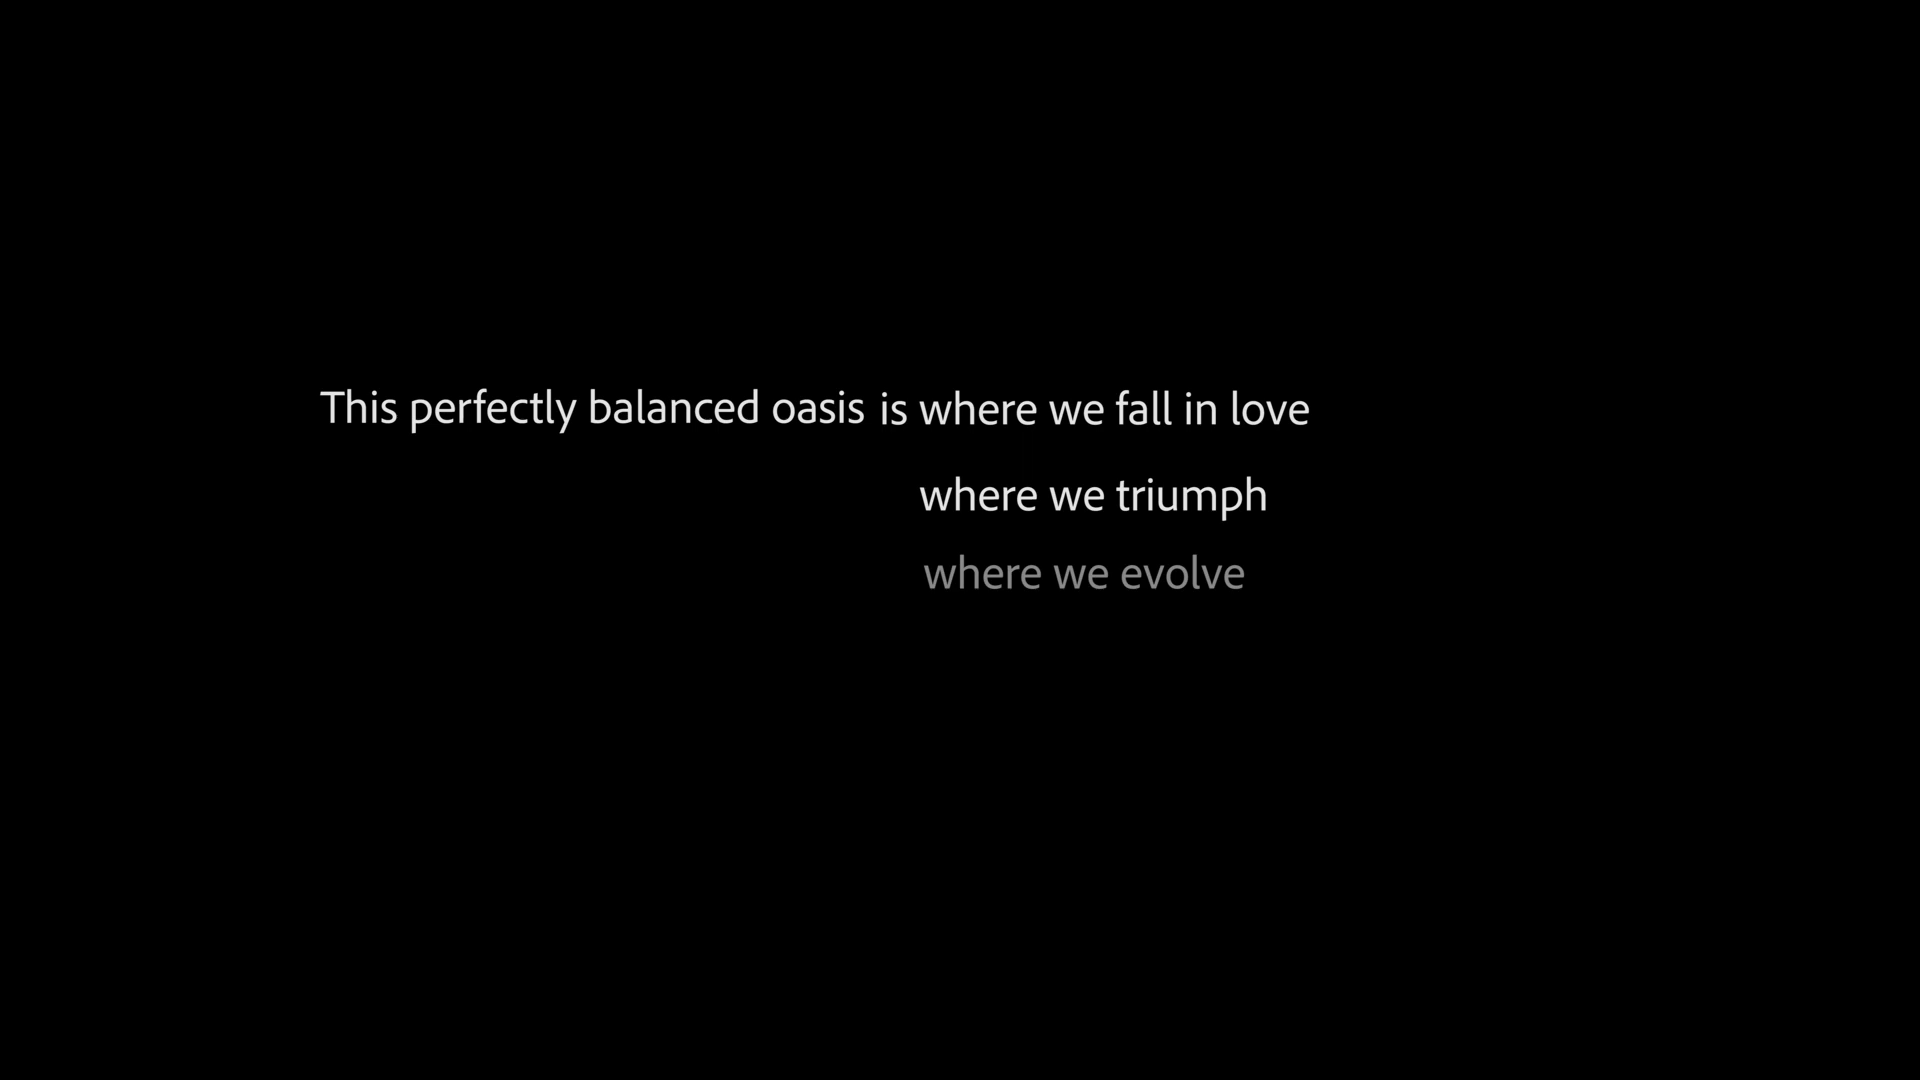 This perfectly balanced oasis is where we fall in love
where we triumph
where we evolve